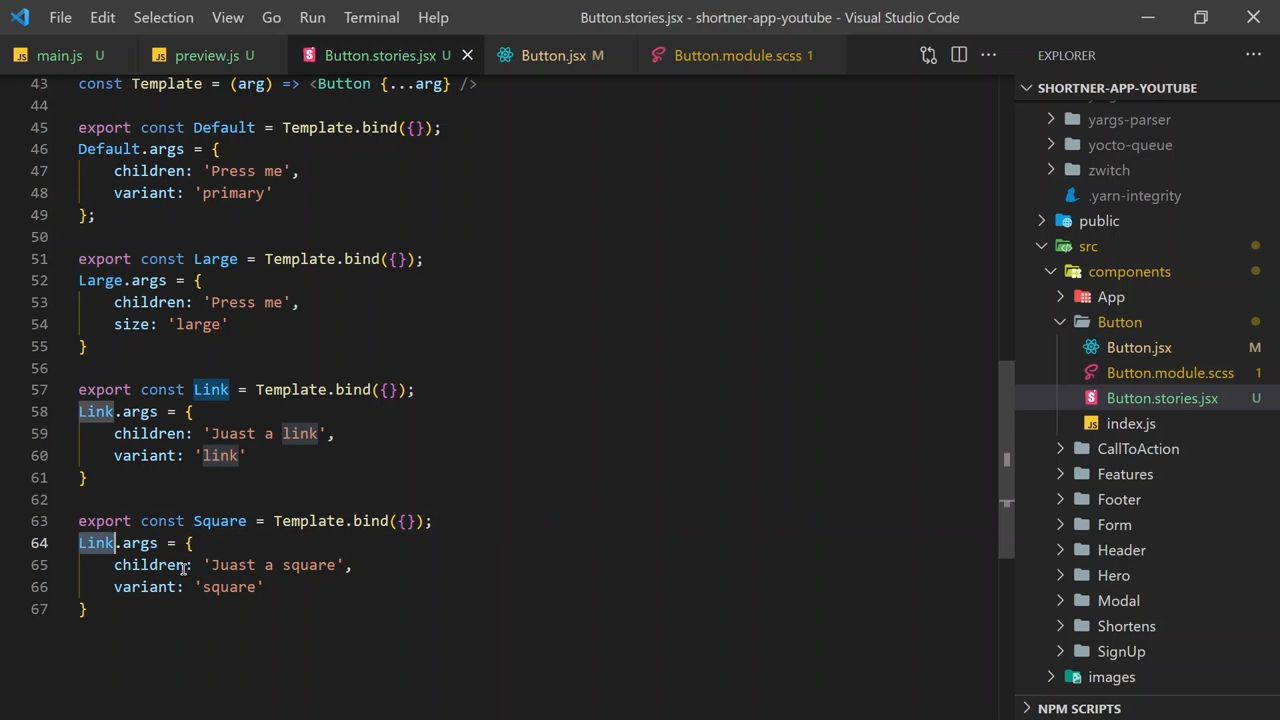 File Edit Selection View Go Run Terminal Help Button.stories.jsx - shortner-app-youtube - Visual Studio Code
main.js U preview.js U Button.stories.jsx U Button.jsx M Button.module.scss 1
EXPLORER
SHORTNER-APP-YOUTUBE
43 const Template = (arg) => <Button {...arg} />
44
45 export const Default = Template.bind({});
46 Default.args = {
47 children: 'Press me',
48 variant: 'primary'
49 };
50
51 export const Large = Template.bind({});
52 Large.args = {
53 children: 'Press me',
54 size: 'large'
55 }
56
57 export const Link = Template.bind({});
58 Link.args = {
59 children: 'Juast a link',
60 variant: 'link'
61 }
62
63 export const Square = Template.bind({});
64 Link.args = {
65 children: 'Juast a square',
66 variant: 'square'
67 }
yargs-parser
yocto-queue
zwitch
.yarn-integrity
public
src
components
App
Button
Button.jsx M
Button.module.scss 1
Button.stories.jsx U
index.js
CallToAction
Features
Footer
Form
Header
Hero
Modal
Shortens
SignUp
images
NPM SCRIPTS